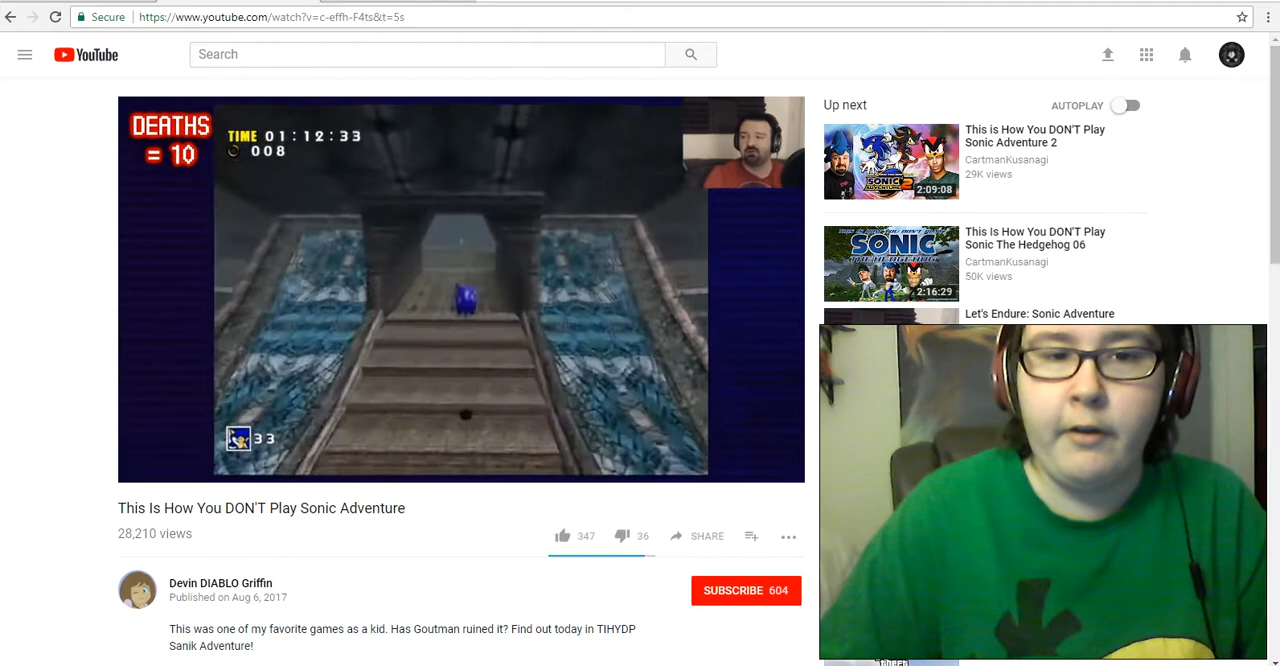 Secure https://www.youtube.com/watch?v=c-effh-F4ts&t=5s
YouTube
Search
DEATHS
= 10
TIME 01:12:33
008
33
Up next
AUTOPLAY
This is How You DON'T Play
Sonic Adventure 2
CartmanKusanagi
29K views
2:09:08
This Is How You DON'T Play
Sonic The Hedgehog 06
CartmanKusanagi
50K views
SONIC
THE HEDGEHOG
2:16:29
Let's Endure: Sonic Adventure
This Is How You DON'T Play Sonic Adventure
28,210 views
347
36
SHARE
Devin DIABLO Griffin
Published on Aug 6, 2017
SUBSCRIBE 604
This was one of my favorite games as a kid. Has Goutman ruined it? Find out today in TIHYDP
Sanik Adventure!